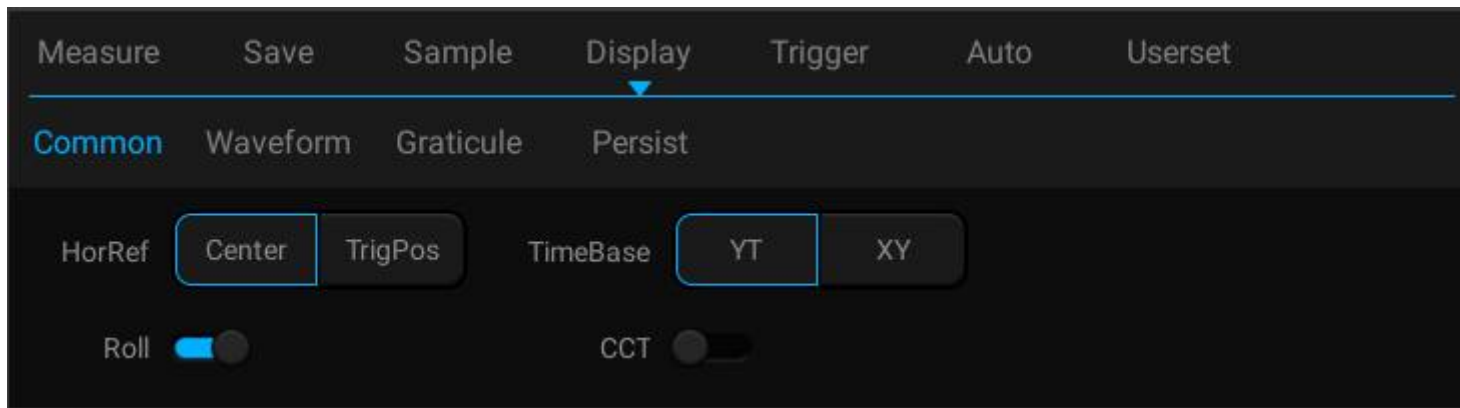 Measure Save Sample Display Trigger Auto Userset
Common Waveform Graticule Persist
HorRef Center TrigPos TimeBase YT XY
Roll CCT